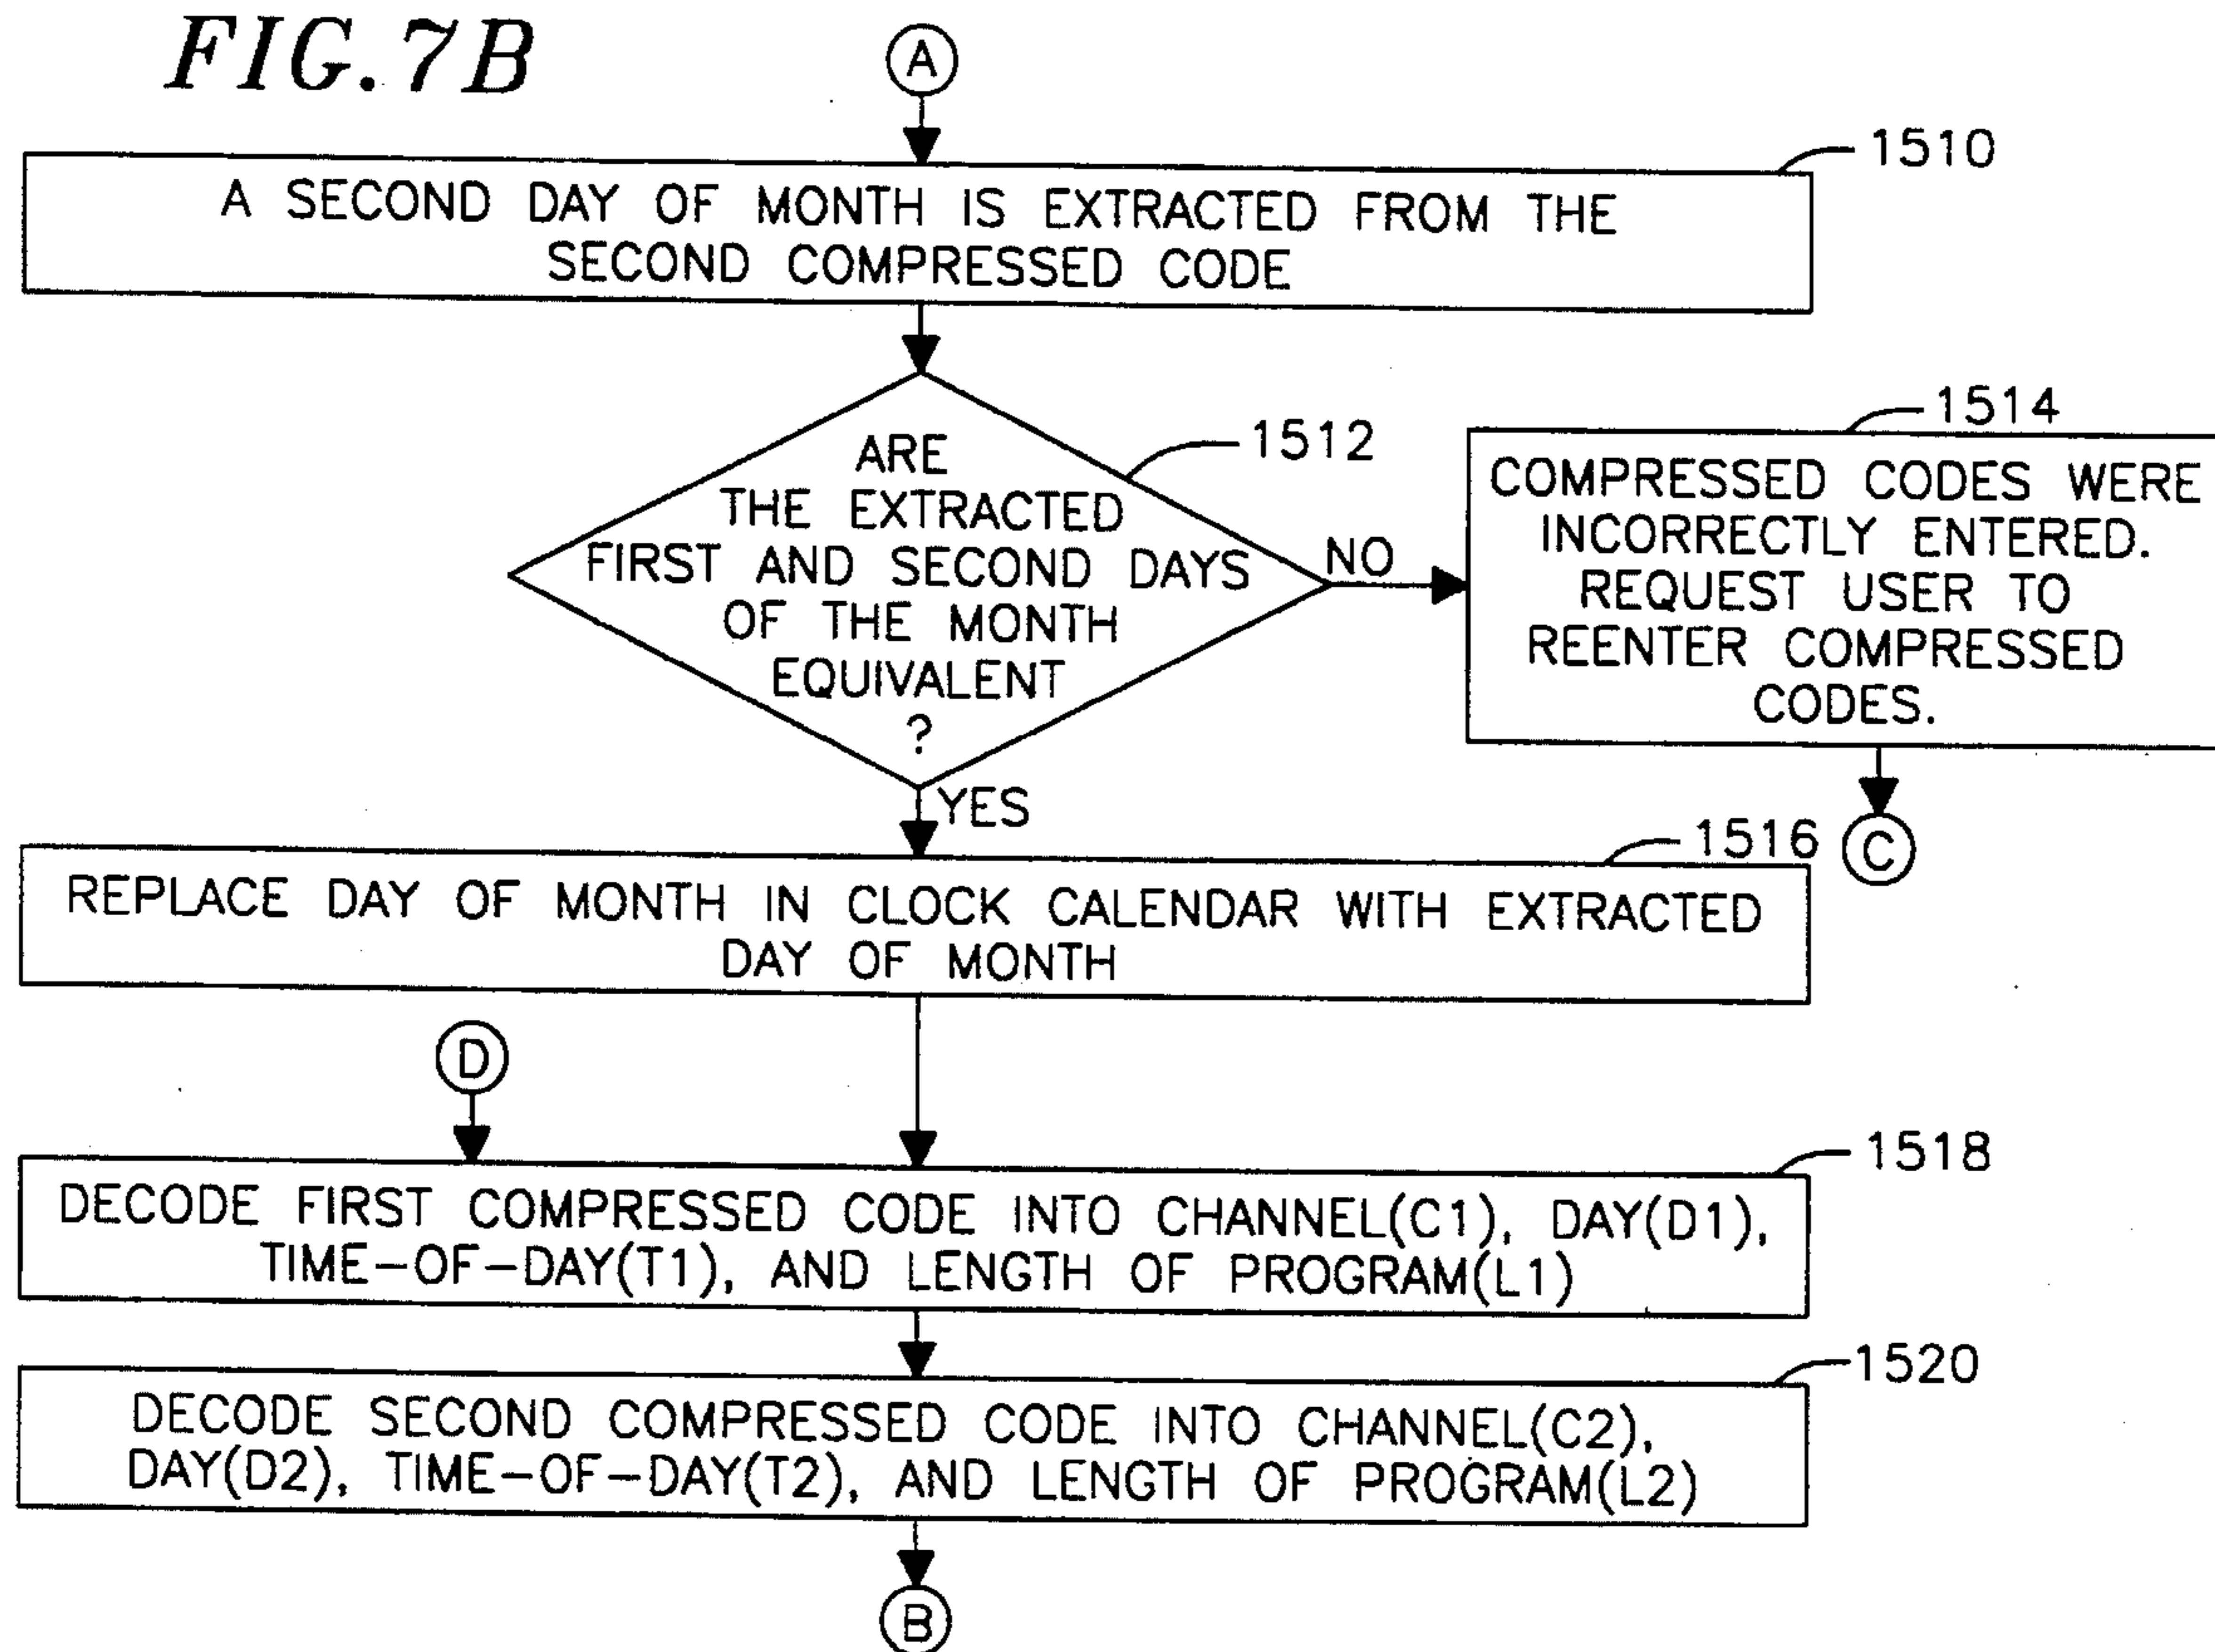 FIG. 7B
A
1510
A SECOND DAY OF MONTH IS EXTRACTED FROM THE
SECOND COMPRESSED CODE
1512
ARE
THE EXTRACTED
FIRST AND SECOND DAYS
OF THE MONTH
EQUIVALENT
?
NO
1514
COMPRESSED CODES WERE
INCORRECTLY ENTERED.
REQUEST USER TO
REENTER COMPRESSED
CODES.
C
YES
1516
REPLACE DAY OF MONTH IN CLOCK CALENDAR WITH EXTRACTED
DAY OF MONTH
D
1518
DECODE FIRST COMPRESSED CODE INTO CHANNEL(C1), DAY(D1),
TIME-OF-DAY(T1), AND LENGTH OF PROGRAM(L1)
1520
DECODE SECOND COMPRESSED CODE INTO CHANNEL(C2),
DAY(D2), TIME-OF-DAY(T2), AND LENGTH OF PROGRAM(L2)
B